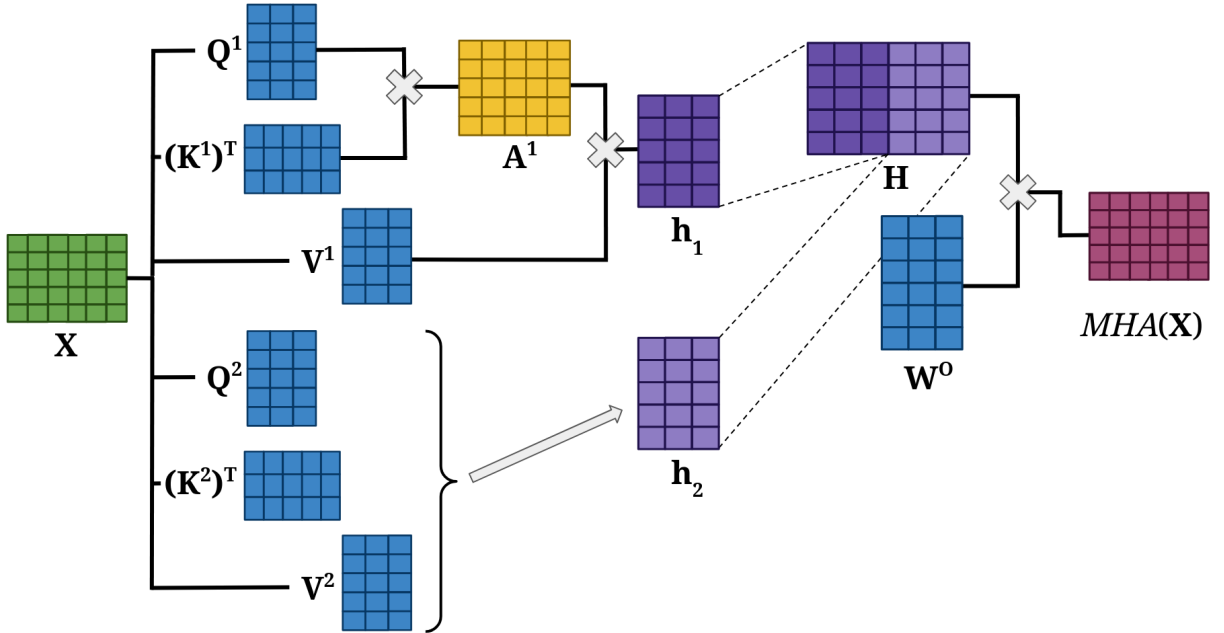 Q¹
(K¹)ᵀ
A¹
V¹
h₁
H
X
MHA(X)
Q²
Wᴼ
(K²)ᵀ
h₂
V²